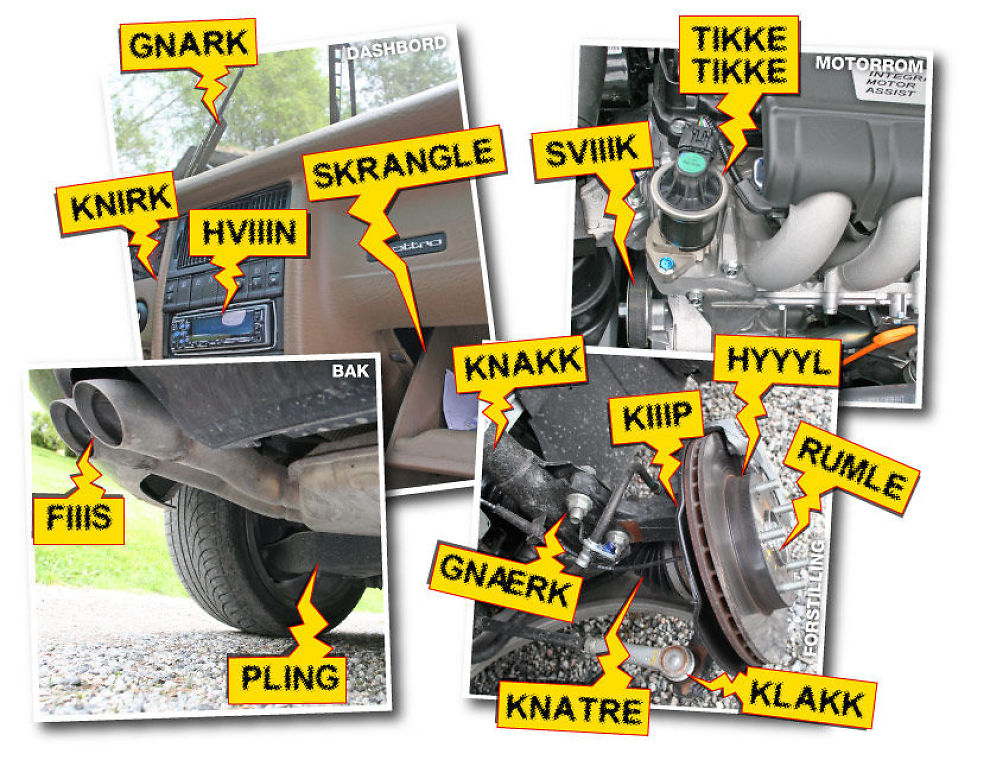 GNARK
DASHBORD
SKRANGLE
KNIRK
HVIIIN
TIKKE
TIKKE
MOTORROM
MOTOR
ASSIST
SVIIIK
BAK
FIIIS
PLING
KNAKK
HYYYL
KIIIP
RUMLE
GNÆRK
FORSTILLING
KNATRE
KLAKK